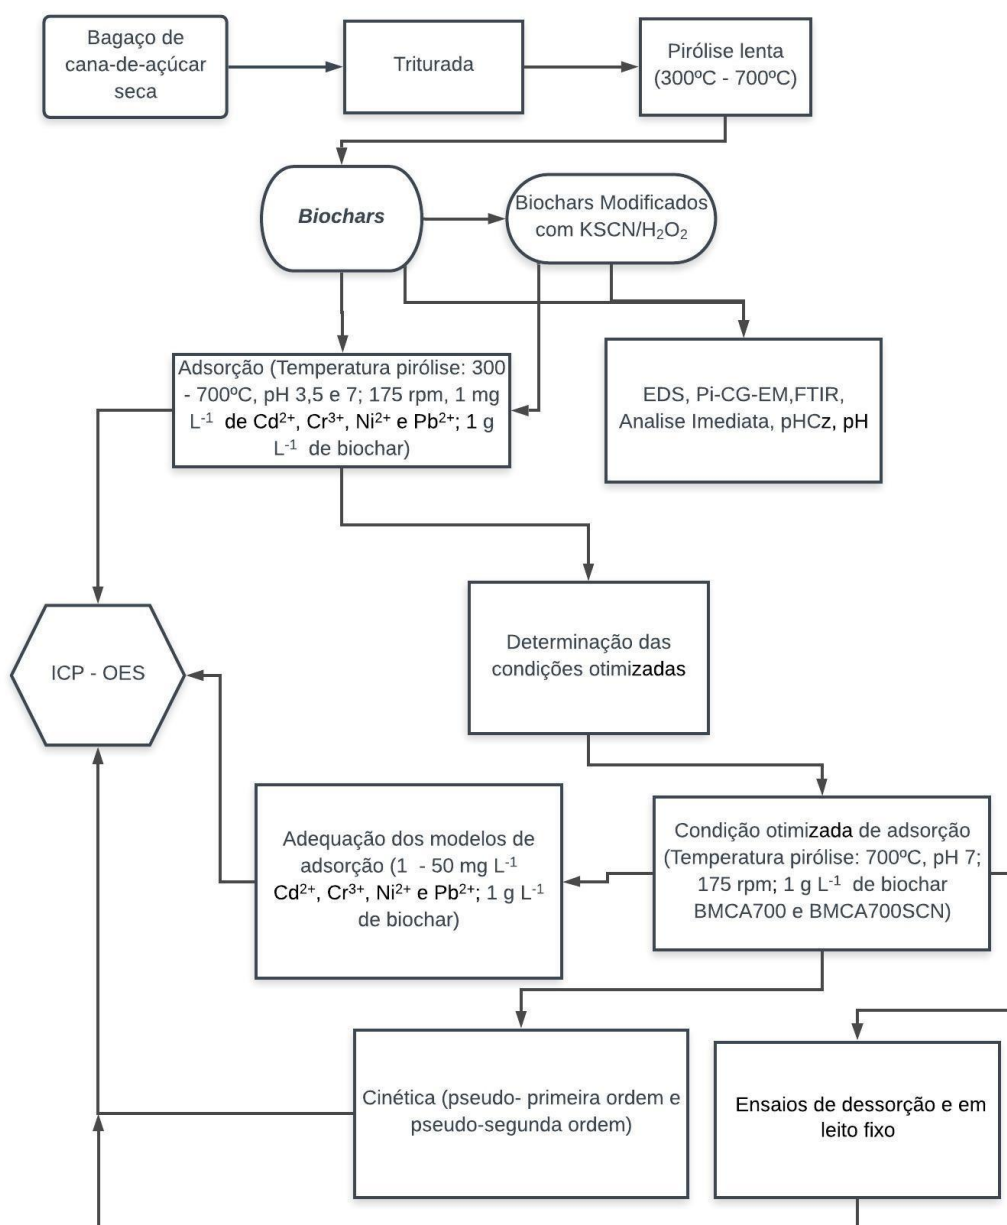 Bagaço de
cana-de-açúcar
seca
Triturada
Pirólise lenta
(300ºC - 700ºC)
Biochars
Biochars Modificados
com KSCN/H₂O₂
Adsorção (Temperatura pirólise: 300
- 700ºC, pH 3,5 e 7; 175 rpm, 1 mg
L⁻¹ de Cd²⁺, Cr³⁺, Ni²⁺ e Pb²⁺; 1 g
L⁻¹ de biochar)
EDS, Pi-CG-EM,FTIR,
Analise Imediata, pHCz, pH
Determinação das
condições otimizadas
ICP - OES
Adequação dos modelos de
adsorção (1 - 50 mg L⁻¹
Cd²⁺, Cr³⁺, Ni²⁺ e Pb²⁺; 1 g L⁻¹
de biochar)
Condição otimizada de adsorção
(Temperatura pirólise: 700ºC, pH 7;
175 rpm; 1 g L⁻¹ de biochar
BMCA700 e BMCA700SCN)
Cinética (pseudo- primeira ordem e
pseudo-segunda ordem)
Ensaios de dessorção e em
leito fixo